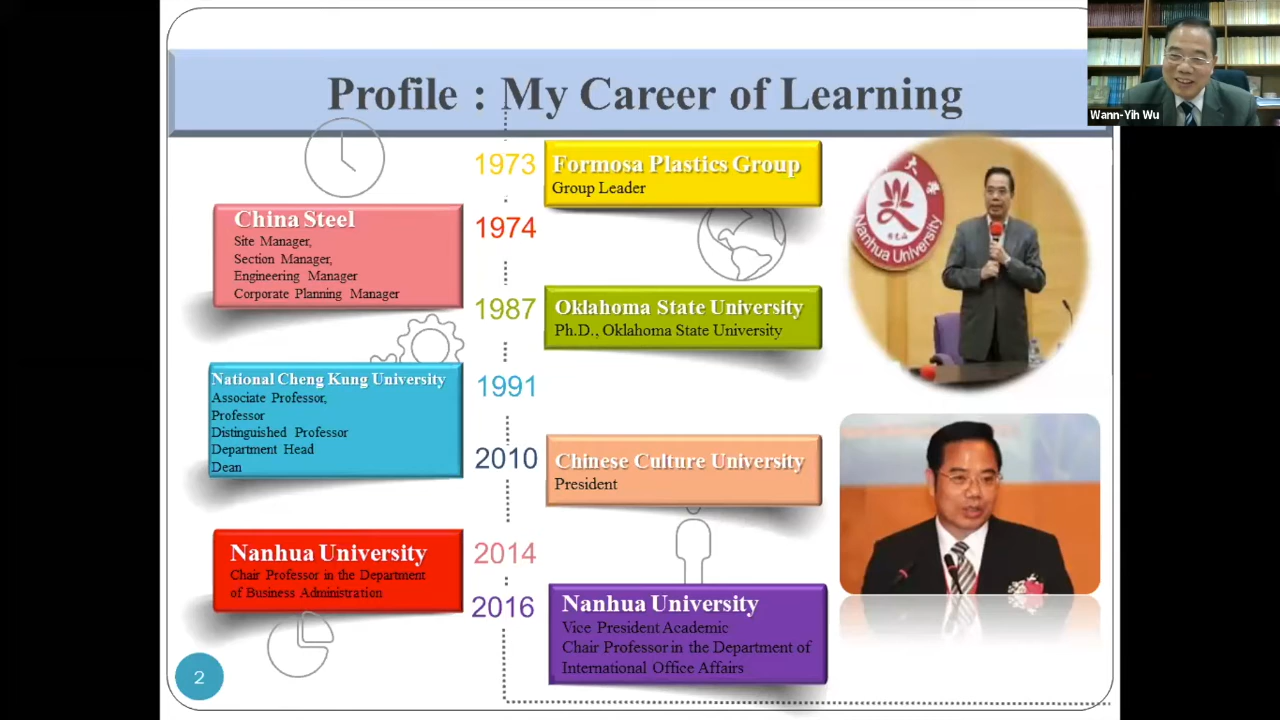 Profile : My Career of Learning
Wann-Yih Wu
1973
Formosa Plastics Group
Group Leader
China Steel
Site Manager,
Section Manager,
Engineering Manager
Corporate Planning Manager
1974
1987
Oklahoma State University
Ph.D., Oklahoma State University
National Cheng Kung University
Associate Professor,
Professor
Distinguished Professor
Department Head
Dean
1991
2010
Chinese Culture University
President
Nanhua University
Chair Professor in the Department
of Business Administration
2014
2016
Nanhua University
Vice President Academic
Chair Professor in the Department of
International Office Affairs
大學
Nanhua University
2